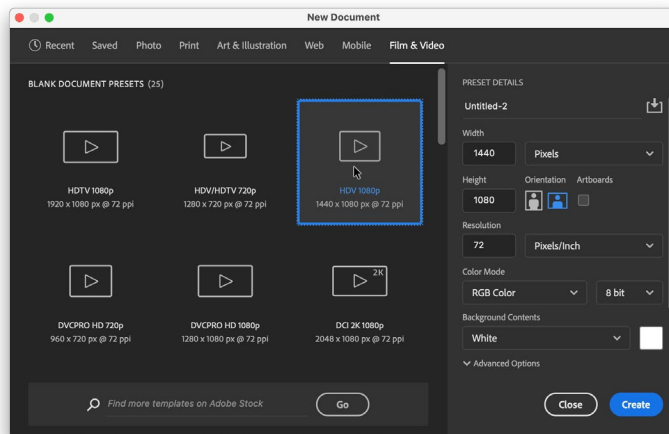 New Document
Recent Saved Photo Print Art & Illustration Web Mobile Film & Video
BLANK DOCUMENT PRESETS (25)
HDTV 1080p
1920 x 1080 px @ 72 ppi
HDV/HDTV 720p
1280 x 720 px @ 72 ppi
HDV 1080p
1440 x 1080 px @ 72 ppi
DVCPRO HD 720p
960 x 720 px @ 72 ppi
DVCPRO HD 1080p
1280 x 1080 px @ 72 ppi
2K
DCI 2K 1080p
2048 x 1080 px @ 72 ppi
Find more templates on Adobe Stock
Go
PRESET DETAILS
Untitled-2
Width
1440 Pixels
Height Orientation Artboards
1080
Resolution
72 Pixels/Inch
Color Mode
RGB Color 8 bit
Background Contents
White
Advanced Options
Close Create